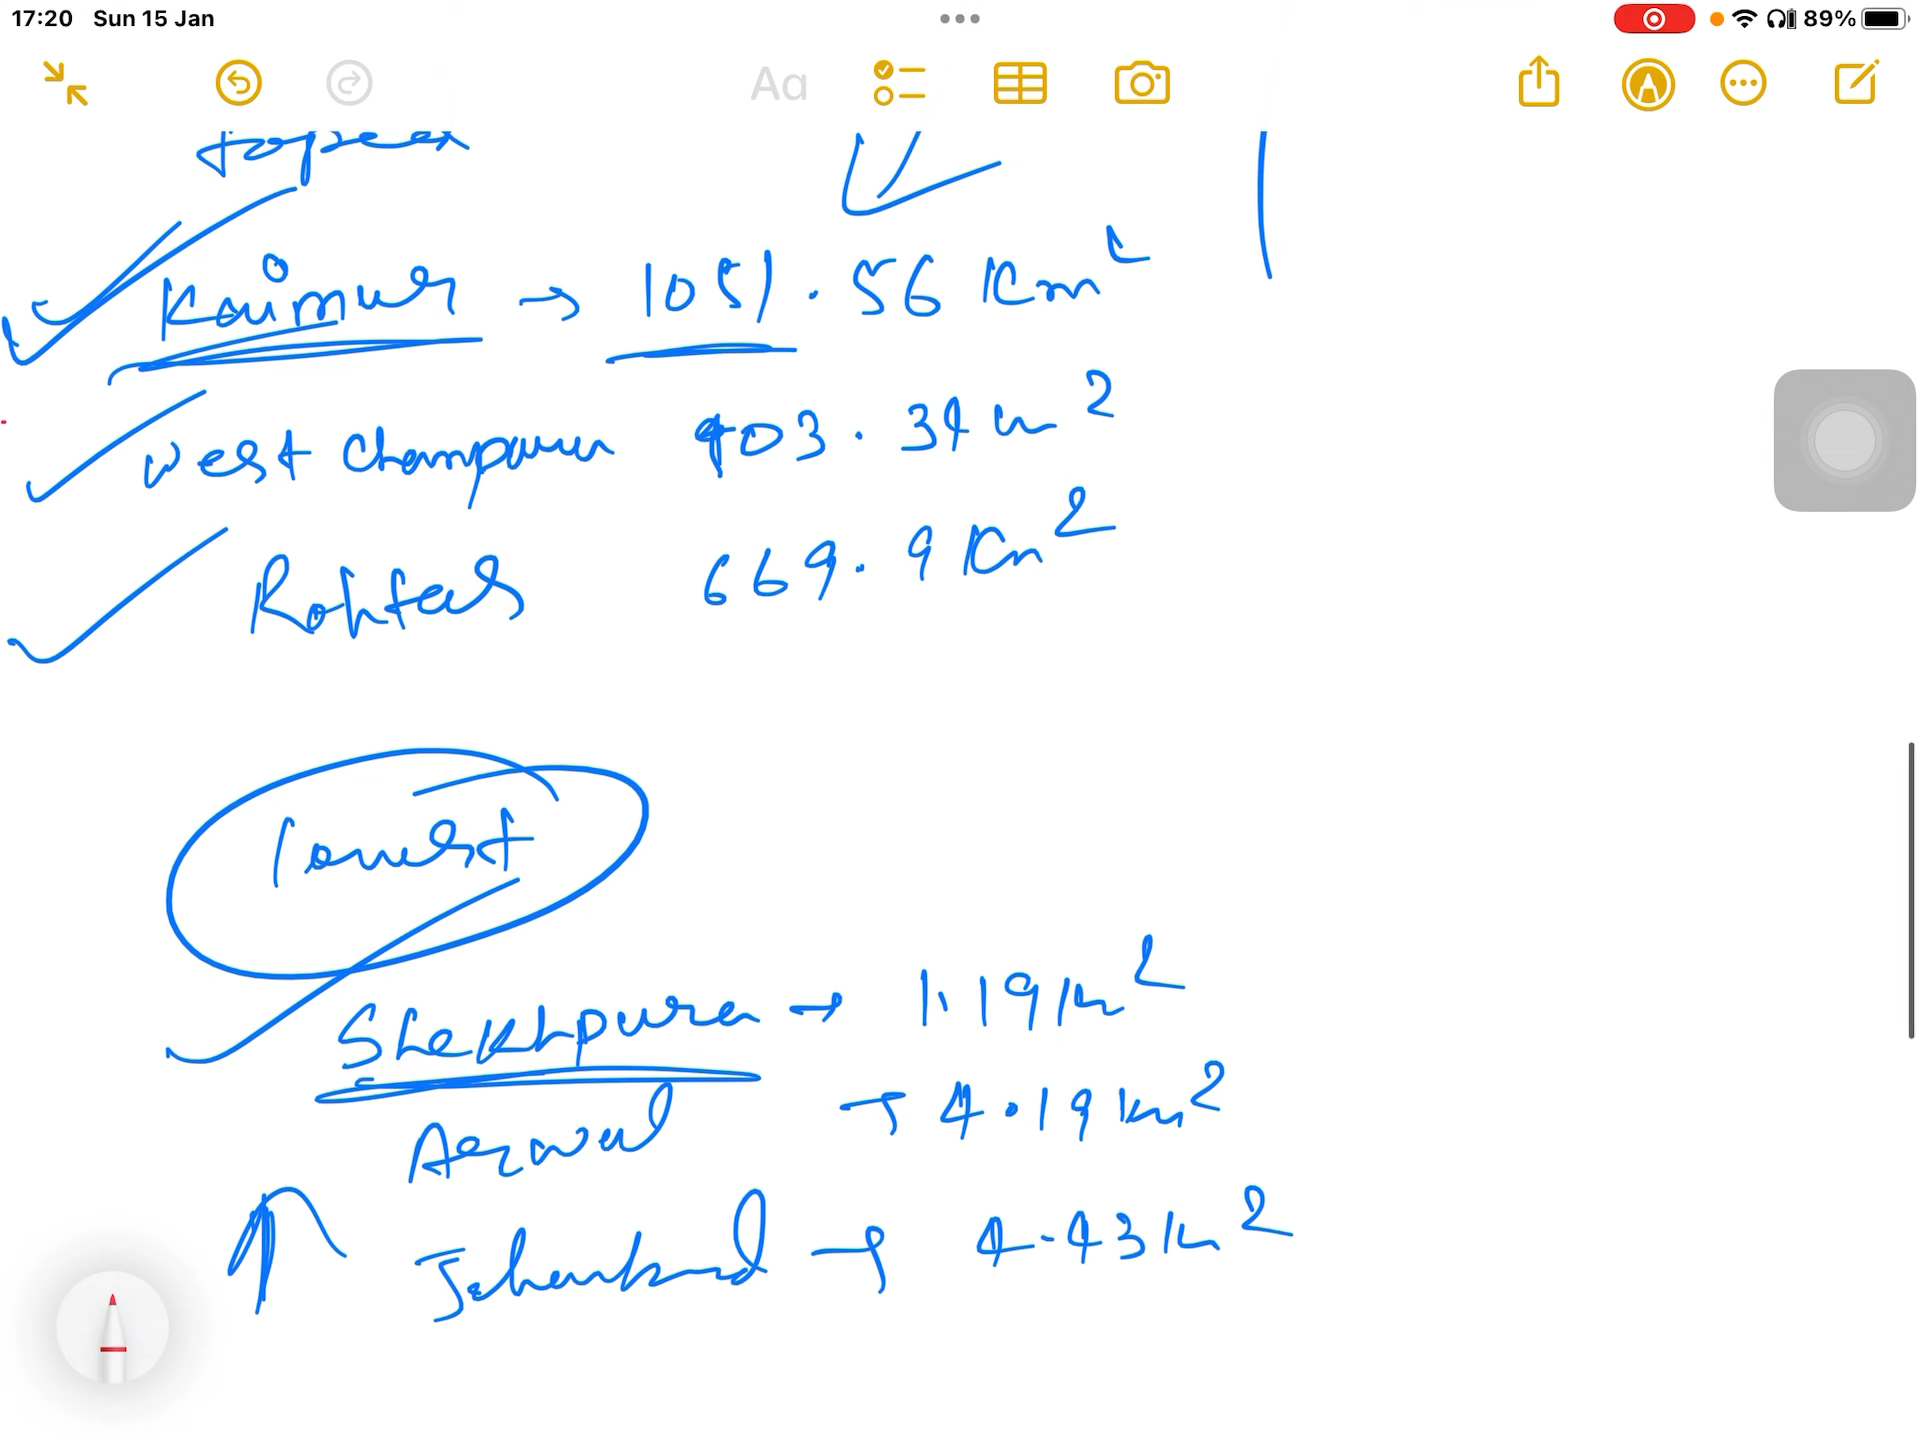 17:20 Sun 15 Jan 89%
Aa
Kaimur → 1051.56 Km²
West Champaran 903.34 km²
Rohtas 669.9 Km²
lowest
Shekhpura → 1.19 km²
Arwal → 4.19 km²
Jehanbad → 4.43 km²